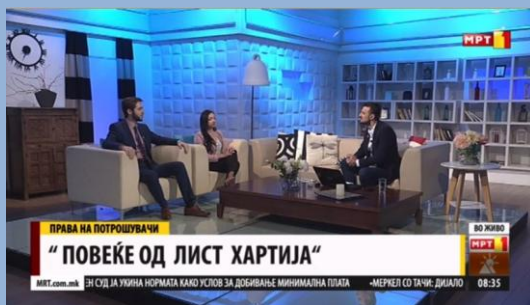 МРТ 1
ПРАВА НА ПОТРОШУВАЧИ
ВО ЖИВО
“ ПОВЕЌЕ ОД ЛИСТ ХАРТИЈА“
МРТ 1
MRT.com.mk ЕН СУД ЈА УКИНА НОРМАТА КАКО УСЛОВ ЗА ДОБИВАЊЕ МИНИМАЛНА ПЛАТА •МЕРКЕЛ СО ТАЧИ: ДИЈАЛО 08:35